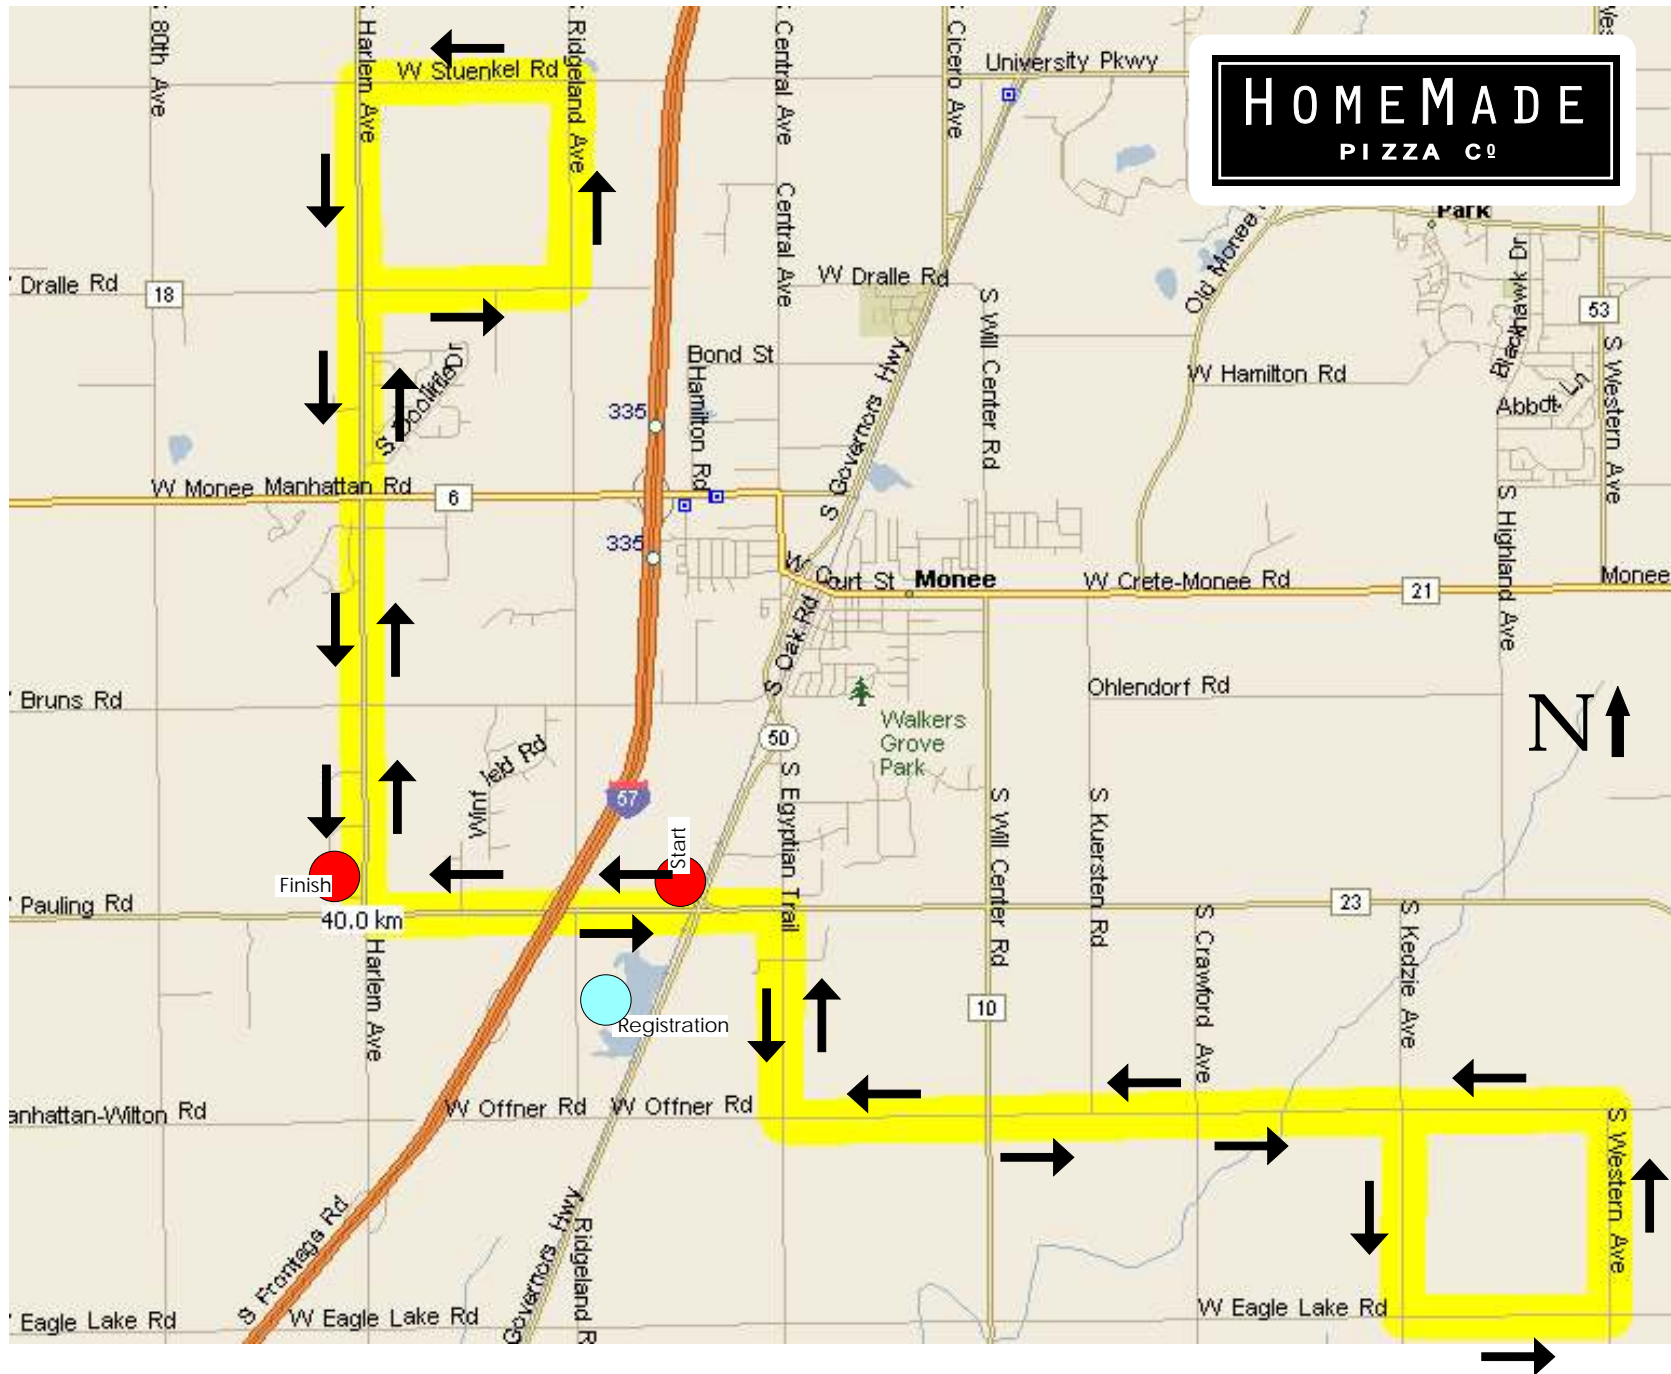 80th Ave
S Harlem Ave
S Ridgeland Ave
S Central Ave
S Cicero Ave
W Stuenkel Rd
University Pkwy
HOMEMADE
PIZZA Cº
Park
Central Ave
Old Monee
Blackhawk Dr
Dralle Rd
18
W Dralle Rd
53
S Will Center Rd
Bond St
Hamilton Rd
S Governors Hwy
W Hamilton Rd
S Western Ave
Abbot Ln
335
W Monee Manhattan Rd
6
S Highland Ave
335
W Court St
Monee
W Crete-Monee Rd
21
Monee
S Oak Rd
Bruns Rd
Ohlendorf Rd
N
Walkers
Grove
Park
50
57
S Egyptian Trail
S Will Center Rd
S Kuersten Rd
Start
Finish
Pauling Rd
40.0 km
23
S Crawford Ave
S Kedzie Ave
Harlem Ave
10
Registration
anhattan-Wilton Rd
W Offner Rd
W Offner Rd
S Western Ave
S Frontage Rd
Governors Hwy
Ridgeland R
Eagle Lake Rd
W Eagle Lake Rd
W Eagle Lake Rd